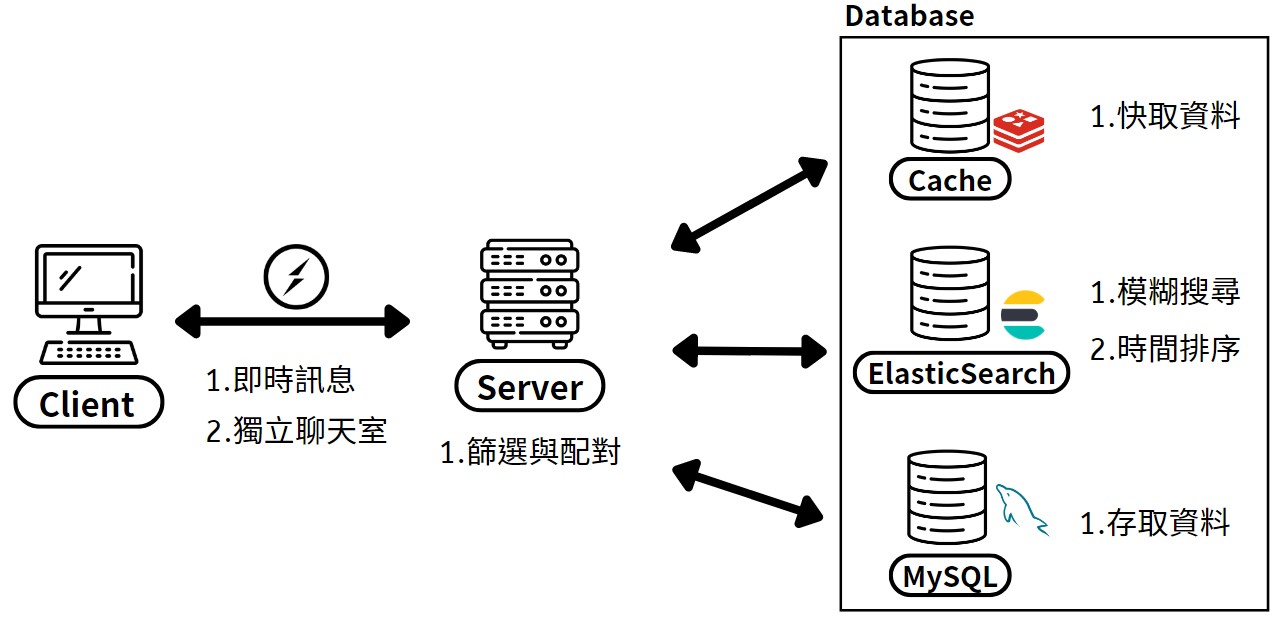 Database
1.快取資料
Cache
1.模糊搜尋
2.時間排序
ElasticSearch
1.存取資料
MySQL
Client
1.即時訊息
2.獨立聊天室
Server
1.篩選與配對